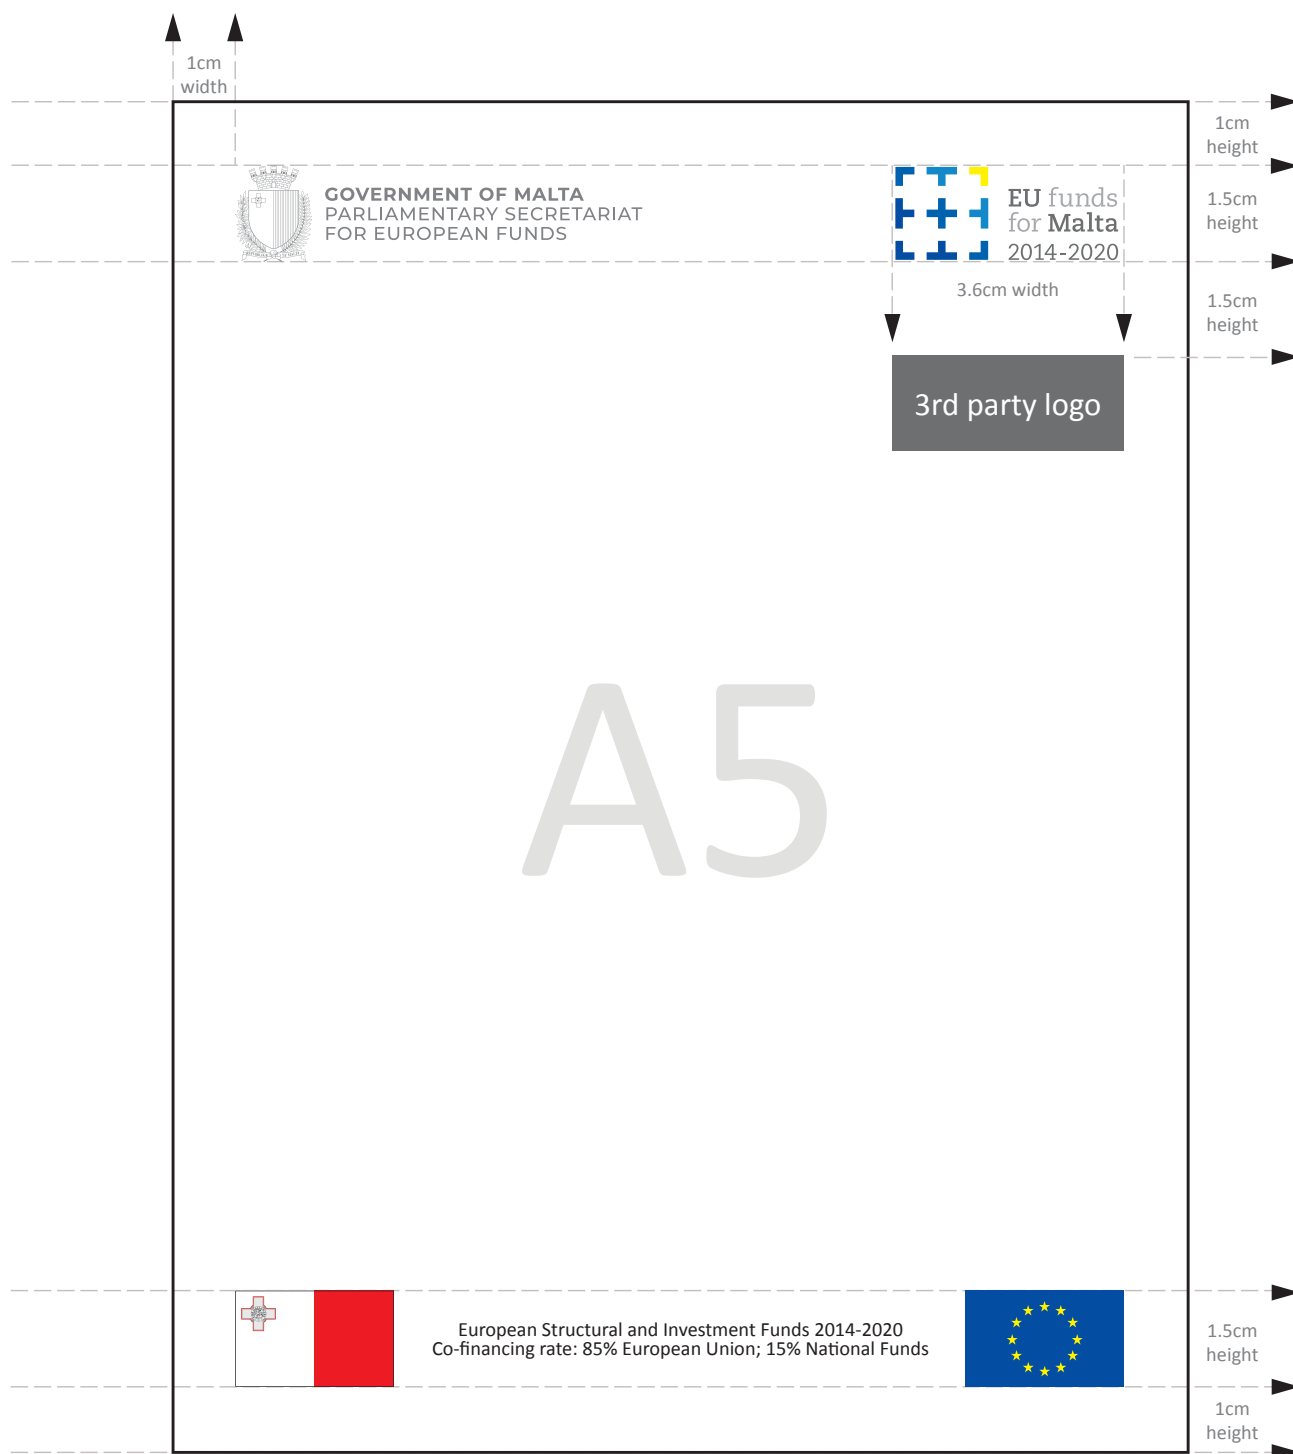 1cm
width
1cm
height
GOVERNMENT OF MALTA
PARLIAMENTARY SECRETARIAT
FOR EUROPEAN FUNDS
EU funds
for Malta
2014-2020
1.5cm
height
3.6cm width
1.5cm
height
3rd party logo
A5
European Structural and Investment Funds 2014-2020
Co-financing rate: 85% European Union; 15% National Funds
1.5cm
height
1cm
height